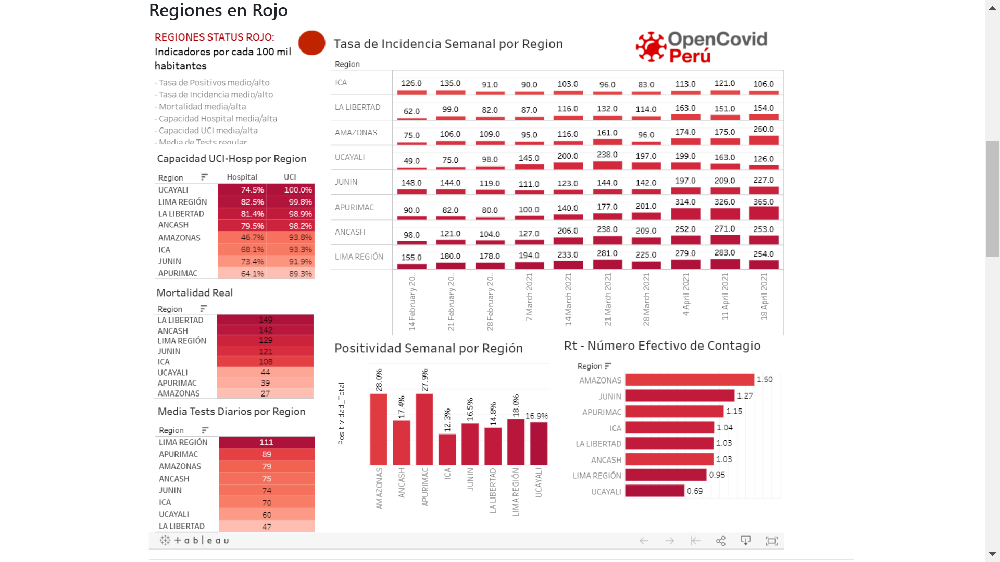 Regiones en Rojo
REGIONES STATUS ROJO:
Indicadores por cada 100 mil
habitantes
- Tasa de Positivos medio/alto
- Tasa de Incidencia medio/alto
- Mortalidad media/alta
- Capacidad Hospital media/alta
- Capacidad UCI media/alta
- Media de Tests regular
Capacidad UCI-Hosp por Region
Region Hospital UCI
UCAYALI 74.5% 100.0%
LIMA REGIÓN 82.5% 99.8%
LA LIBERTAD 81.4% 98.9%
ANCASH 79.5% 98.2%
AMAZONAS 46.7% 93.8%
ICA 68.1% 93.3%
JUNIN 73.4% 91.9%
APURIMAC 64.1% 89.3%
Mortalidad Real
Region
LA LIBERTAD 149
ANCASH 142
LIMA REGIÓN 129
JUNIN 121
ICA 108
UCAYALI 44
APURIMAC 39
AMAZONAS 27
Media Tests Diarios por Region
Region
LIMA REGIÓN 111
APURIMAC 89
AMAZONAS 79
ANCASH 75
JUNIN 74
ICA 70
UCAYALI 60
LA LIBERTAD 47
Tasa de Incidencia Semanal por Region
OpenCovid
Perú
Region
ICA 126.0 135.0 91.0 90.0 103.0 96.0 83.0 113.0 121.0 106.0
LA LIBERTAD 62.0 99.0 82.0 87.0 116.0 132.0 114.0 163.0 151.0 154.0
AMAZONAS 75.0 106.0 109.0 95.0 116.0 161.0 96.0 174.0 175.0 260.0
UCAYALI 49.0 75.0 98.0 145.0 200.0 238.0 197.0 199.0 163.0 126.0
JUNIN 148.0 144.0 119.0 111.0 123.0 144.0 142.0 197.0 209.0 227.0
APURIMAC 90.0 82.0 80.0 100.0 140.0 177.0 201.0 314.0 326.0 365.0
ANCASH 98.0 121.0 104.0 127.0 206.0 238.0 209.0 252.0 271.0 253.0
LIMA REGIÓN 155.0 180.0 178.0 194.0 233.0 281.0 225.0 279.0 283.0 254.0
14 February 20.. 21 February 20.. 28 February 20.. 7 March 2021 14 March 2021 21 March 2021 28 March 2021 4 April 2021 11 April 2021 18 April 2021
Positividad Semanal por Región
Positividad_Total
28.0% 17.4% 27.9% 12.3% 16.5% 14.8% 18.0% 16.9%
AMAZONAS ANCASH APURIMAC ICA JUNIN LA LIBERTAD LIMA REGIÓN UCAYALI
Rt - Número Efectivo de Contagio
Region
AMAZONAS 1.50
JUNIN 1.27
APURIMAC 1.15
ICA 1.04
LA LIBERTAD 1.03
ANCASH 1.03
LIMA REGIÓN 0.95
UCAYALI 0.69
+ableau